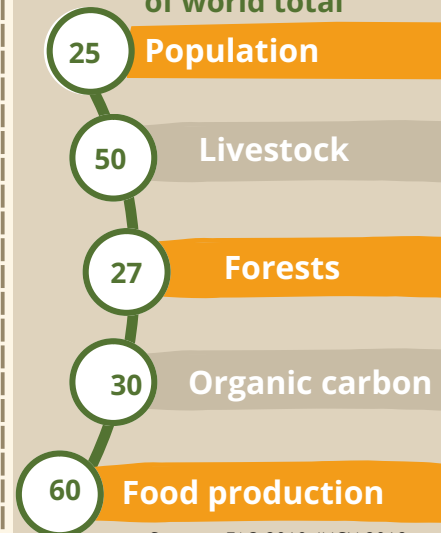 of world total
25 Population
50 Livestock
27 Forests
30 Organic carbon
60 Food production